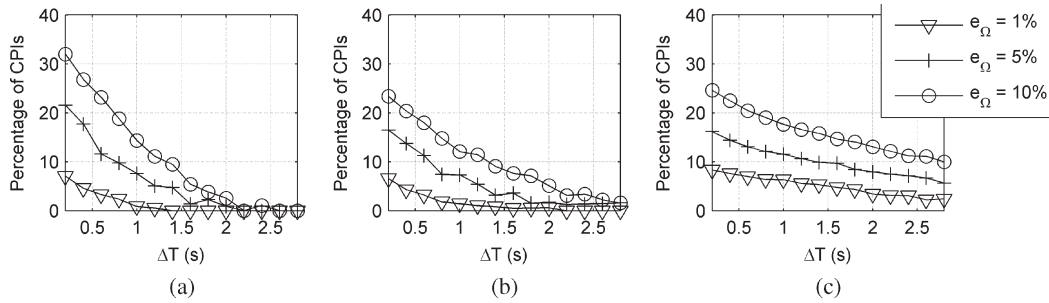 Percentage of CPIs
40
30
20
10
0
0.5 1 1.5 2 2.5
ΔT (s)
(a)
Percentage of CPIs
40
30
20
10
0
0.5 1 1.5 2 2.5
ΔT (s)
(b)
Percentage of CPIs
40
30
20
10
0
0.5 1 1.5 2 2.5
ΔT (s)
(c)
eΩ = 1%
eΩ = 5%
eΩ = 10%